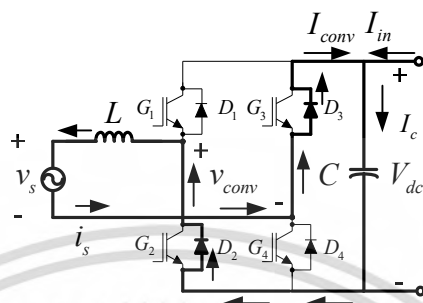 I_conv I_in
+
G_1 D_1 G_3 D_3
L
I_c
+ +
v_s v_conv C V_dc
- -
i_s
G_2 D_2 G_4 D_4
-